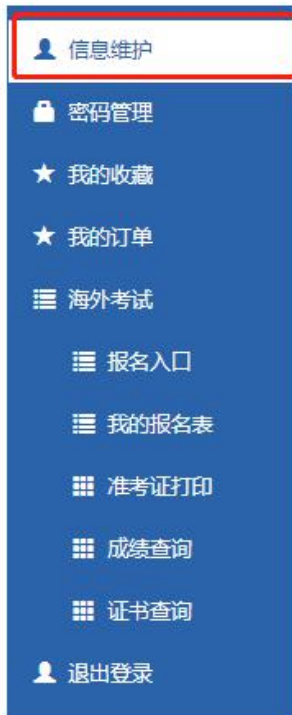 信息维护
密码管理
我的收藏
我的订单
海外考试
报名入口
我的报名表
准考证打印
成绩查询
证书查询
退出登录